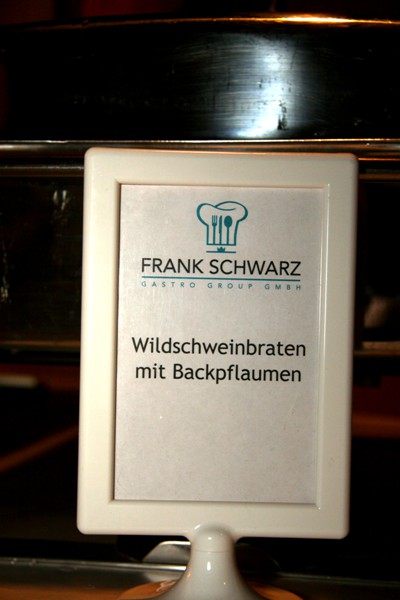 FRANK SCHWARZ
GASTRO GROUP GMBH
Wildschweinbraten
mit Backpflaumen